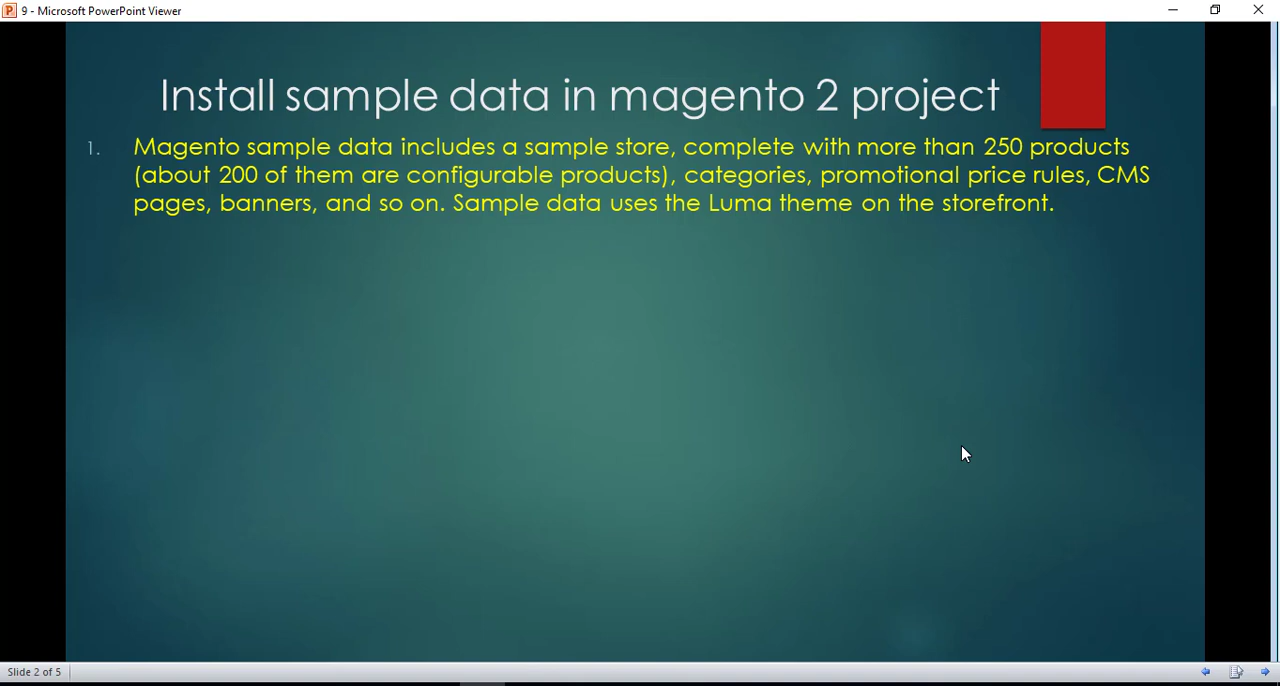 9 - Microsoft PowerPoint Viewer
Install sample data in magento 2 project
1. Magento sample data includes a sample store, complete with more than 250 products
(about 200 of them are configurable products), categories, promotional price rules, CMS
pages, banners, and so on. Sample data uses the Luma theme on the storefront.
Slide 2 of 5